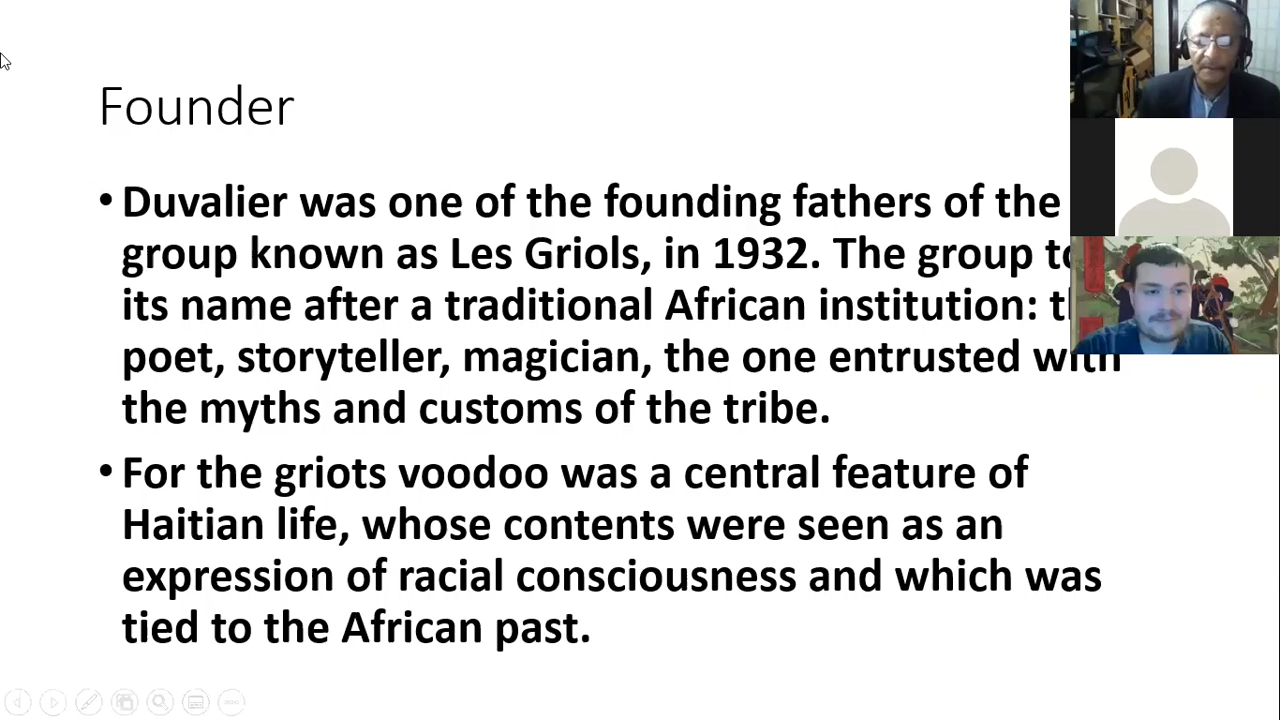 Founder
• Duvalier was one of the founding fathers of the
group known as Les Griols, in 1932. The group
its name after a traditional African institution:
poet, storyteller, magician, the one entrusted with
the myths and customs of the tribe.
• For the griots voodoo was a central feature of
Haitian life, whose contents were seen as an
expression of racial consciousness and which was
tied to the African past.